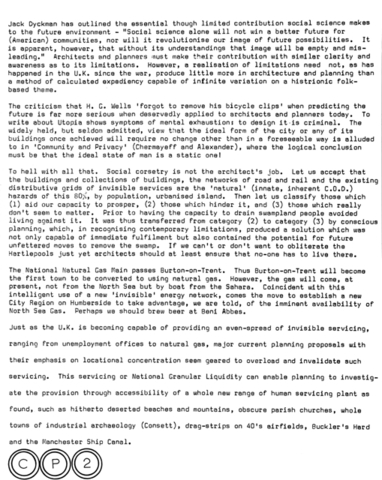 Jack Dyckman has outlined the essential though limited contribution social science makes
to the future environment - "Social science alone will not win a better future for
(American) communities, nor will it revolutionise our image of future possibilities. It
is apparent, however, that without its understandings that image will be empty and mis-
leading." Architects and planners must make their contribution with similar clarity and
awareness as to its limitations. However, a realisation of limitations need not, as has
happened in the U.K. since the war, produce little more in architecture and planning than
a method of calculated expediency capable of infinite variation on a histrionic folk-
based theme.
The criticism that H. G. Wells 'forgot to remove his bicycle clips' when predicting the
future is far more serious when deservedly applied to architects and planners today. To
write about Utopia shows symptoms of mental exhaustion: to design it is criminal. The
widely held, but seldom admitted, view that the ideal form of the city or any of its
buildings once achieved will require no change other than in a foreseeable way is alluded
to in 'Community and Privacy' (Chermayeff and Alexander), where the logical conclusion
must be that the ideal state of man is a static one!
To hell with all that. Social corsetry is not the architect's job. Let us accept that
the buildings and collections of buildings, the networks of road and rail and the existing
distributive grids of invisible services are the 'natural' (innate, inherent C.O.D.)
hazards of this 80%, by population, urbanised island. Then let us classify those which
(1) aid our capacity to prosper, (2) those which hinder it, and (3) those which really
don't seem to matter. Prior to having the capacity to drain swampland people avoided
living against it. It was thus transferred from category (2) to category (3) by conscious
planning, which, in recognising contemporary limitations, produced a solution which was
not only capable of immediate fulfilment but also contained the potential for future
unfettered moves to remove the swamp. If we can't or don't want to obliterate the
Hartlepools just yet architects should at least ensure that no-one has to live there.
The National Natural Gas Main passes Burton-on-Trent. Thus Burton-on-Trent will become
the first town to be converted to using natural gas. However, the gas will come, at
present, not from the North Sea but by boat from the Sahara. Coincident with this
intelligent use of a new 'invisible' energy network, comes the move to establish a new
City Region on Humberside to take advantage, we are told, of the imminent availability of
North Sea Gas. Perhaps we should brew beer at Beni Abbes.
Just as the U.K. is becoming capable of providing an even-spread of invisible servicing,
ranging from unemployment offices to natural gas, major current planning proposals with
their emphasis on locational concentration seem geared to overload and invalidate such
servicing. This servicing or National Granular Liquidity can enable planning to investig-
ate the provision through accessibility of a whole new range of human servicing plant as
found, such as hitherto deserted beaches and mountains, obscure parish churches, whole
towns of industrial archaeology (Consett), drag-strips on 40's airfields, Buckler's Hard
and the Manchester Ship Canal.
C P 2